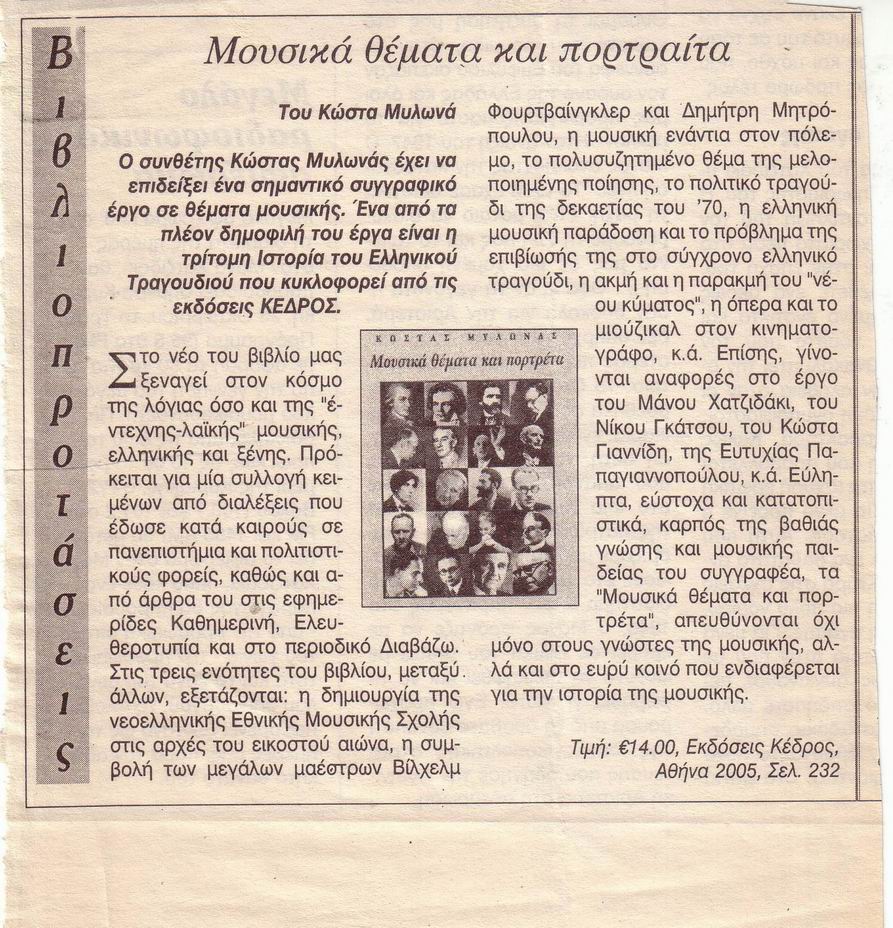 Βιβλιοπροτάσεις
Μουσικά θέματα και πορτραίτα
Του Κώστα Μυλωνά
Ο συνθέτης Κώστας Μυλωνάς έχει να
επιδείξει ένα σημαντικό συγγραφικό
έργο σε θέματα μουσικής. Ένα από τα
πλέον δημοφιλή του έργα είναι η
τρίτομη Ιστορία του Ελληνικού
Τραγουδιού που κυκλοφορεί από τις
εκδόσεις ΚΕΔΡΟΣ.
Στο νέο του βιβλίο μας
ξεναγεί στον κόσμο
της λόγιας όσο και της "έ-
ντεχνης-λαϊκής" μουσικής,
ελληνικής και ξένης. Πρό-
κειται για μία συλλογή κει-
μένων από διαλέξεις που
έδωσε κατά καιρούς σε
πανεπιστήμια και πολιτιστι-
κούς φορείς, καθώς και α-
πό άρθρα του στις εφημε-
ρίδες Καθημερινή, Ελευ-
θεροτυπία και στο περιοδικό Διαβάζω.
Στις τρεις ενότητες του βιβλίου, μεταξύ
άλλων, εξετάζονται: η δημιουργία της
νεοελληνικής Εθνικής Μουσικής Σχολής
στις αρχές του εικοστού αιώνα, η συμ-
βολή των μεγάλων μαέστρων Βίλχελμ
Φουρτβαίνγκλερ και Δημήτρη Μητρό-
πουλου, η μουσική ενάντια στον πόλε-
μο, το πολυσυζητημένο θέμα της μελο-
ποιημένης ποίησης, το πολιτικό τραγού-
δι της δεκαετίας του '70, η ελληνική
μουσική παράδοση και το πρόβλημα της
επιβίωσής της στο σύγχρονο ελληνικό
τραγούδι, η ακμή και η παρακμή του "νέ-
ου κύματος", η όπερα και το
μιούζικαλ στον κινηματο-
γράφο, κ.ά. Επίσης, γίνο-
νται αναφορές στο έργο
του Μάνου Χατζιδάκι, του
Νίκου Γκάτσου, του Κώστα
Γιαννίδη, της Ευτυχίας Πα-
παγιαννοπούλου, κ.ά. Εύλη-
πτα, εύστοχα και κατατοπι-
στικά, καρπός της βαθιάς
γνώσης και μουσικής παι-
δείας του συγγραφέα, τα
"Μουσικά θέματα και πορ-
τρέτα", απευθύνονται όχι
μόνο στους γνώστες της μουσικής, αλ-
λά και στο ευρύ κοινό που ενδιαφέρεται
για την ιστορία της μουσικής.
ΚΩΣΤΑΣ ΜΥΛΩΝΑΣ
Μουσικά θέματα και πορτρέτα
Τιμή: €14.00, Εκδόσεις Κέδρος,
Αθήνα 2005, Σελ. 232